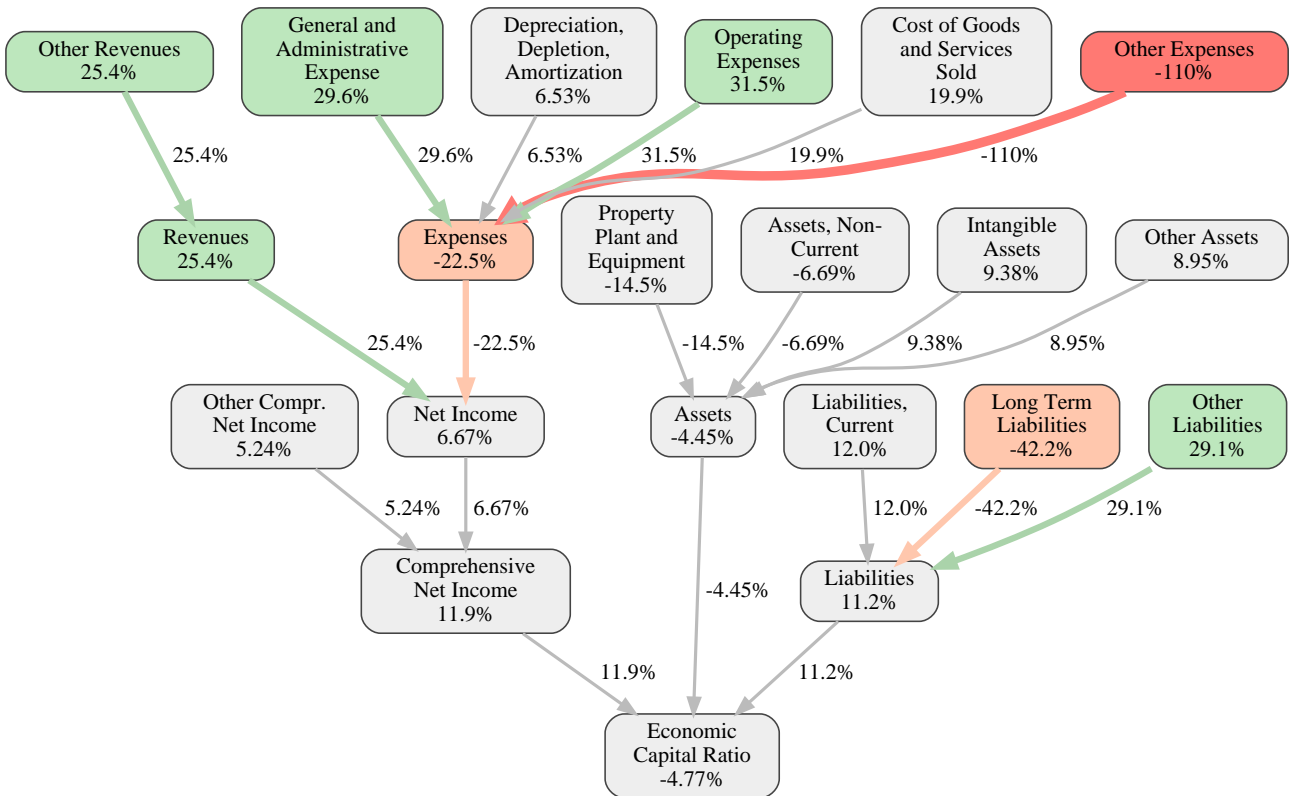 Other Revenues
25.4%
General and
Administrative
Expense
29.6%
Depreciation,
Depletion,
Amortization
6.53%
Operating
Expenses
31.5%
Cost of Goods
and Services
Sold
19.9%
Other Expenses
-110%
25.4%
29.6%
6.53%
31.5%
19.9%
-110%
Revenues
25.4%
Expenses
-22.5%
Property
Plant and
Equipment
-14.5%
Assets, Non-
Current
-6.69%
Intangible
Assets
9.38%
Other Assets
8.95%
25.4%
-22.5%
-14.5%
-6.69%
9.38%
8.95%
Other Compr.
Net Income
5.24%
Net Income
6.67%
Assets
-4.45%
Liabilities,
Current
12.0%
Long Term
Liabilities
-42.2%
Other
Liabilities
29.1%
5.24%
6.67%
12.0%
-42.2%
29.1%
Comprehensive
Net Income
11.9%
-4.45%
Liabilities
11.2%
11.9%
11.2%
Economic
Capital Ratio
-4.77%